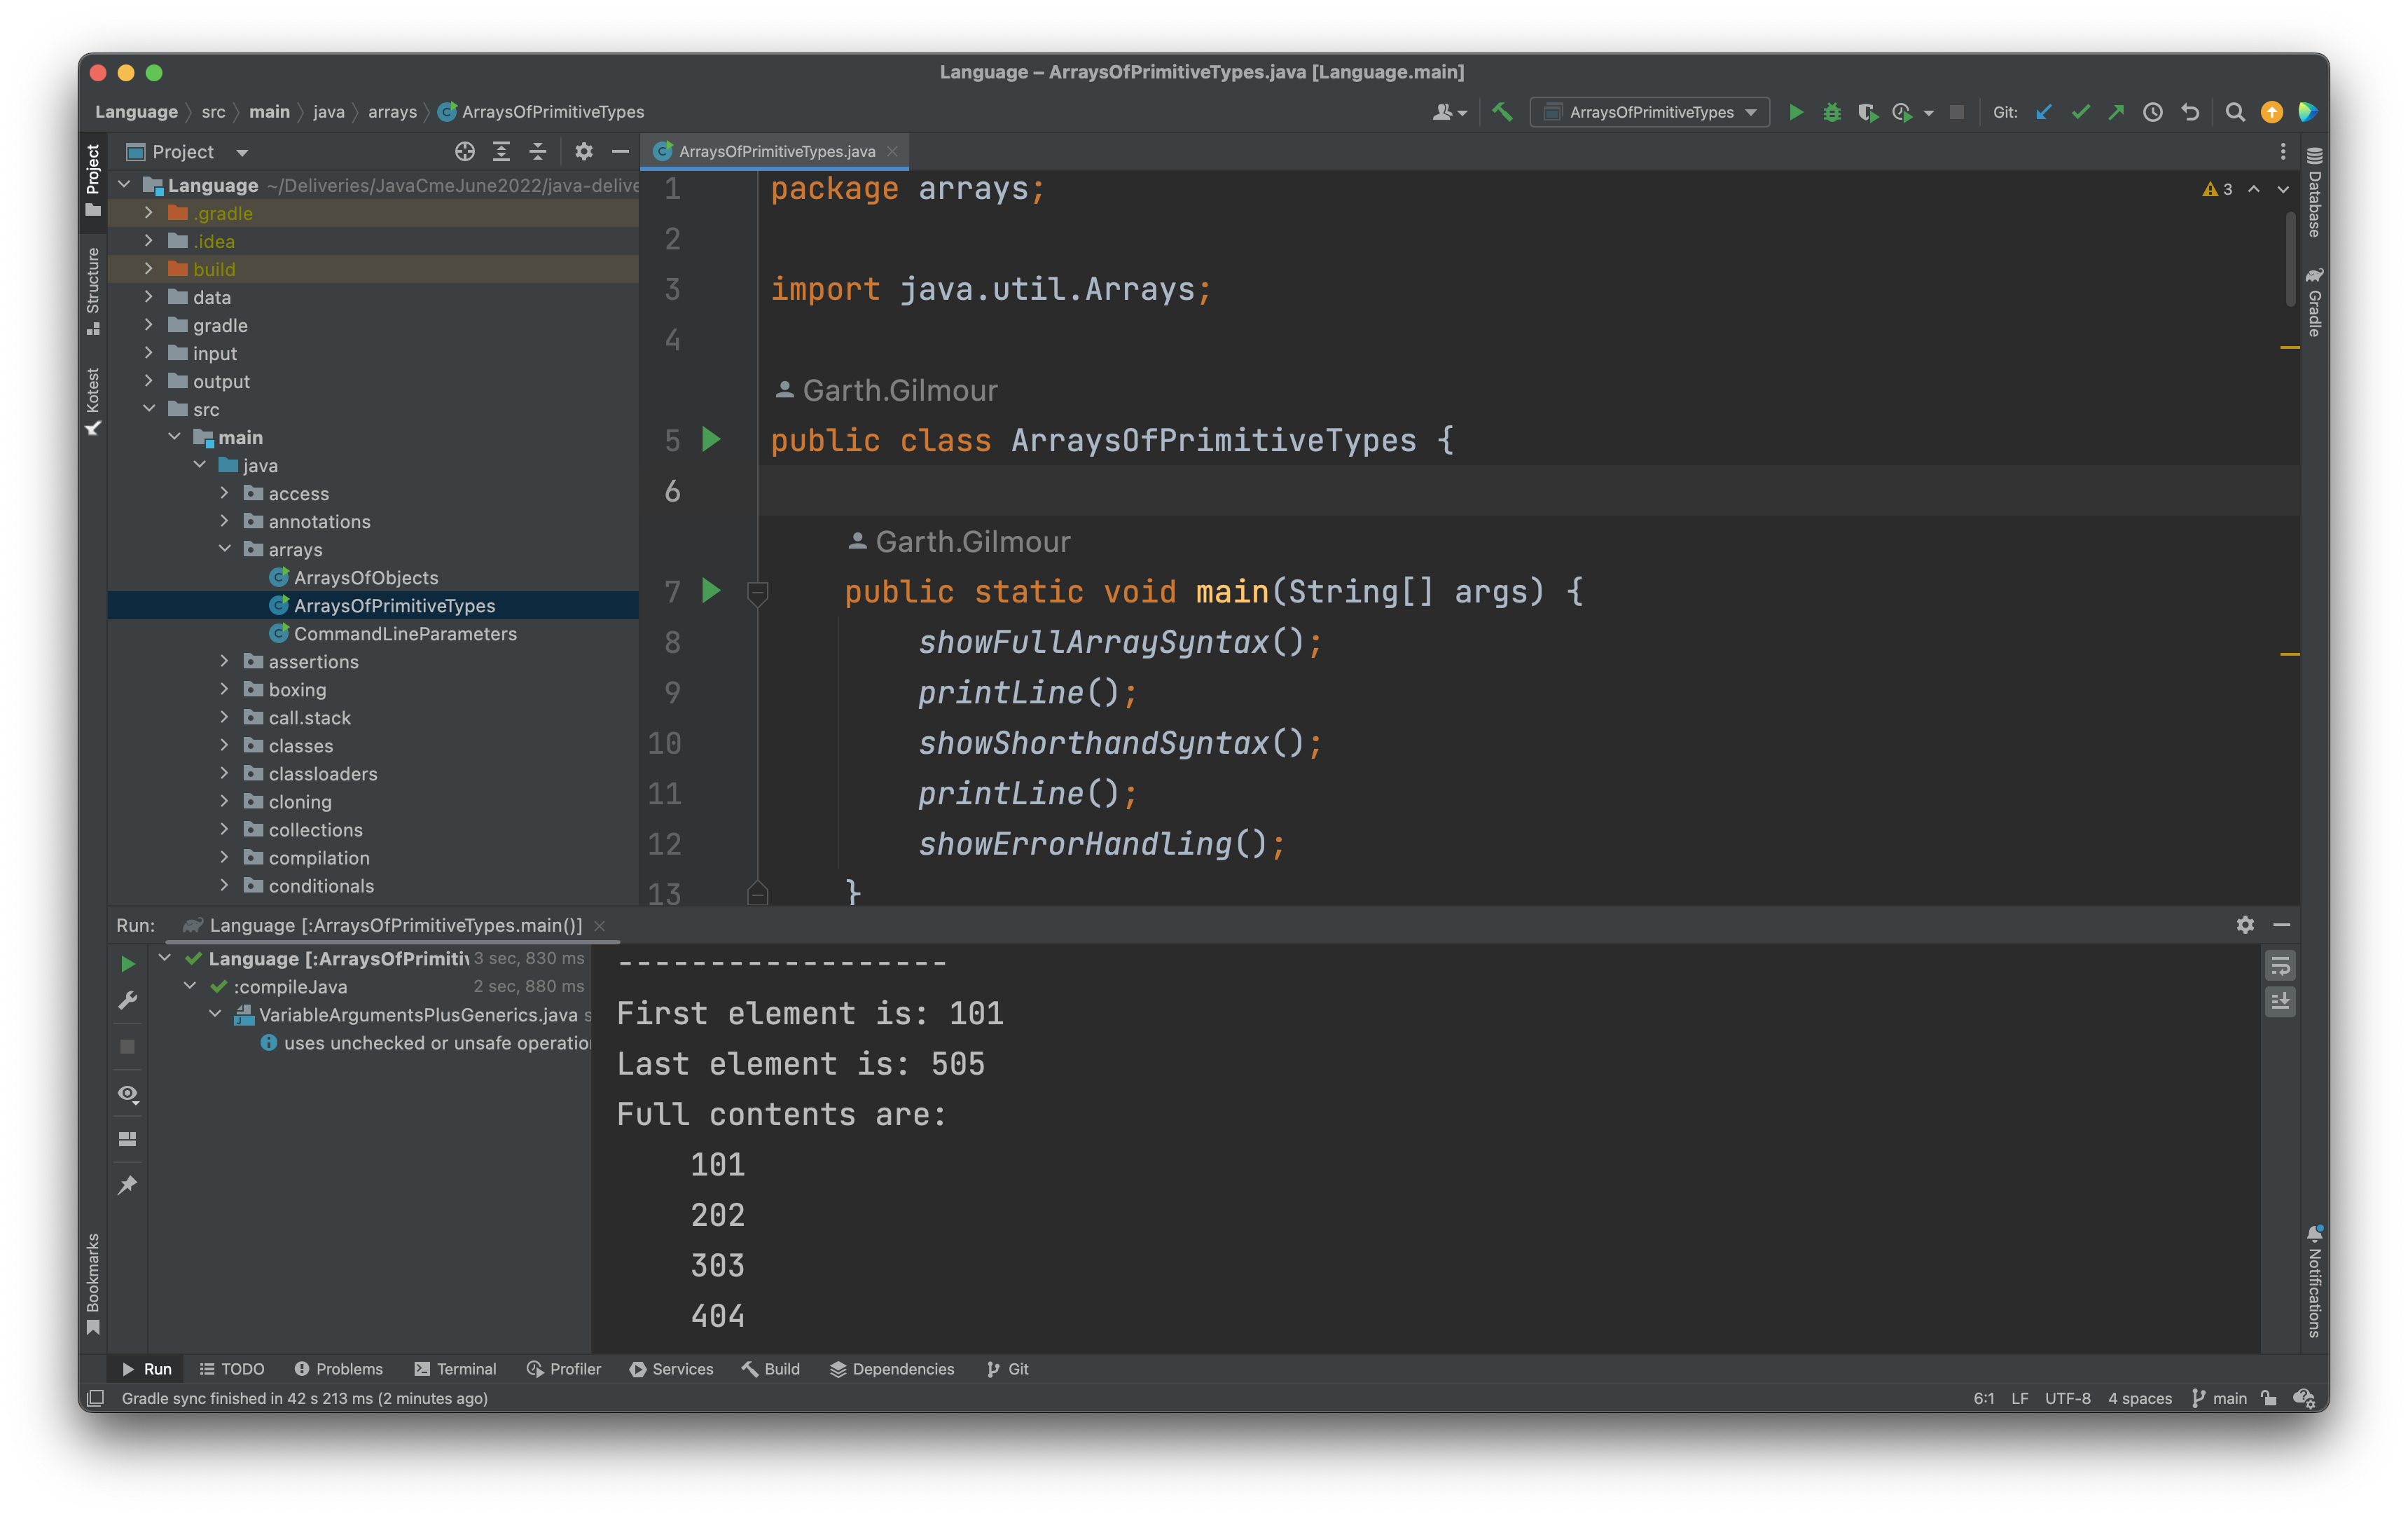 Language – ArraysOfPrimitiveTypes.java [Language.main]
Language src main java arrays ArraysOfPrimitiveTypes
ArraysOfPrimitiveTypes
Git:
Project
Structure
Kotest
Bookmarks
Project
Language ~/Deliveries/JavaCmeJune2022/java-delive
.gradle
.idea
build
data
gradle
input
output
src
main
java
access
annotations
arrays
ArraysOfObjects
ArraysOfPrimitiveTypes
CommandLineParameters
assertions
boxing
call.stack
classes
classloaders
cloning
collections
compilation
conditionals
ArraysOfPrimitiveTypes.java
3
1 package arrays;
2
3 import java.util.Arrays;
4
Garth.Gilmour
5 public class ArraysOfPrimitiveTypes {
6
Garth.Gilmour
7 public static void main(String[] args) {
8 showFullArraySyntax();
9 printLine();
10 showShorthandSyntax();
11 printLine();
12 showErrorHandling();
13 }
Database
Gradle
Notifications
Run: Language [:ArraysOfPrimitiveTypes.main()]
Language [:ArraysOfPrimitiv 3 sec, 830 ms
:compileJava 2 sec, 880 ms
VariableArgumentsPlusGenerics.java s
uses unchecked or unsafe operation
------------------
First element is: 101
Last element is: 505
Full contents are:
101
202
303
404
Run TODO Problems Terminal Profiler Services Build Dependencies Git
Gradle sync finished in 42 s 213 ms (2 minutes ago)
6:1 LF UTF-8 4 spaces main